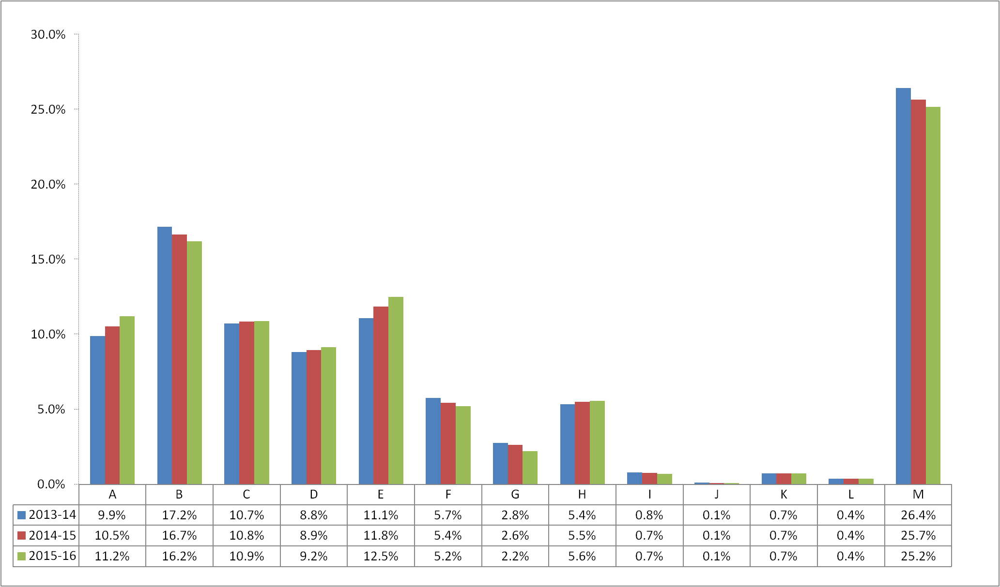 30.0%
25.0%
20.0%
15.0%
10.0%
5.0%
0.0%
A B C D E F G H I J K L M
2013-14 9.9% 17.2% 10.7% 8.8% 11.1% 5.7% 2.8% 5.4% 0.8% 0.1% 0.7% 0.4% 26.4%
2014-15 10.5% 16.7% 10.8% 8.9% 11.8% 5.4% 2.6% 5.5% 0.7% 0.1% 0.7% 0.4% 25.7%
2015-16 11.2% 16.2% 10.9% 9.2% 12.5% 5.2% 2.2% 5.6% 0.7% 0.1% 0.7% 0.4% 25.2%